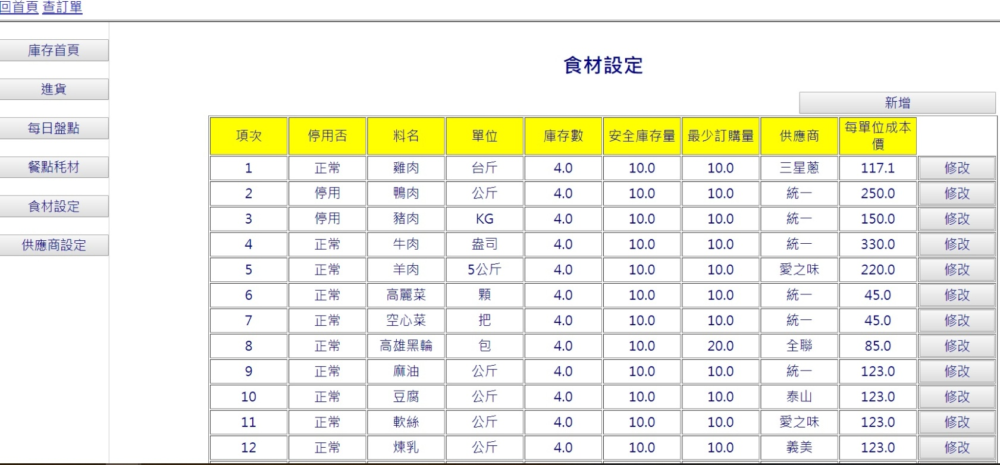 回首頁 查訂單
庫存首頁
進貨
每日盤點
餐點秏材
食材設定
供應商設定
食材設定
新增
項次 停用否 料名 單位 庫存數 安全庫存量 最少訂購量 供應商 每單位成本價
1 正常 雞肉 台斤 4.0 10.0 10.0 三星蔥 117.1 修改
2 停用 鴨肉 公斤 4.0 10.0 10.0 統一 250.0 修改
3 停用 豬肉 KG 4.0 10.0 10.0 統一 150.0 修改
4 正常 牛肉 盎司 4.0 10.0 10.0 統一 330.0 修改
5 正常 羊肉 5公斤 4.0 10.0 10.0 愛之味 220.0 修改
6 正常 高麗菜 顆 4.0 10.0 10.0 統一 45.0 修改
7 正常 空心菜 把 4.0 10.0 10.0 統一 45.0 修改
8 正常 高雄黑輪 包 4.0 10.0 20.0 全聯 85.0 修改
9 正常 麻油 公斤 4.0 10.0 10.0 統一 123.0 修改
10 正常 豆腐 公斤 4.0 10.0 10.0 泰山 123.0 修改
11 正常 軟絲 公斤 4.0 10.0 10.0 愛之味 123.0 修改
12 正常 煉乳 公斤 4.0 10.0 10.0 義美 123.0 修改